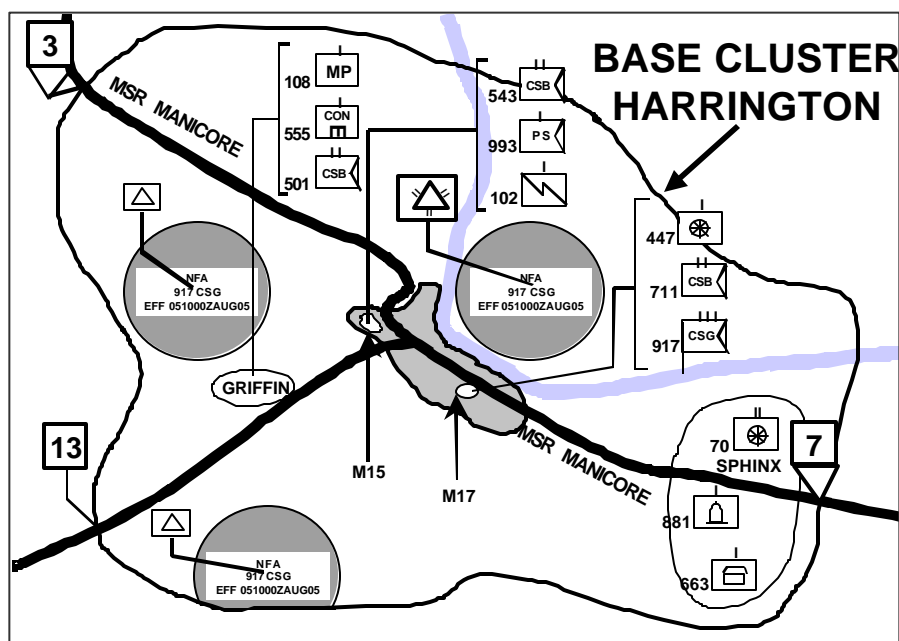 3
BASE CLUSTER
HARRINGTON
MSR MANICORE
108 MP
555 CON
501 CSB
543 CSB
993 PS
102
447
711 CSB
917 CSG
NFA
917 CSG
EFF 051000ZAUG05
NFA
917 CSG
EFF 051000ZAUG05
GRIFFIN
13
M15
M17
MSR MANICORE
70
SPHINX
7
881
663
NFA
917 CSG
EFF 051000ZAUG05